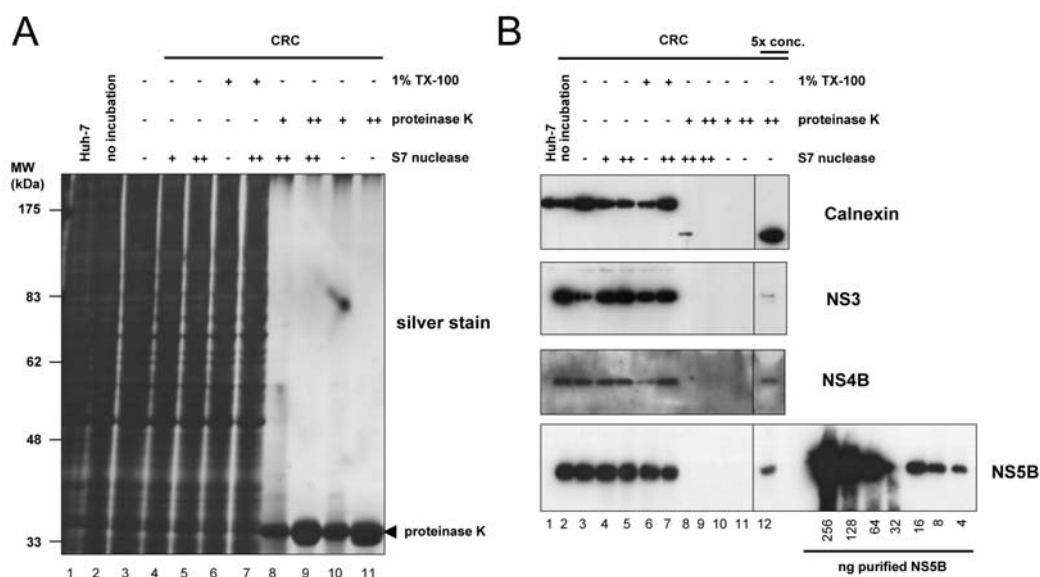 A
CRC
- - - + + - - - - 1% TX-100
Huh-7
no incubation
- - - - - + ++ + ++ proteinase K
- + ++ - ++ ++ ++ - - S7 nuclease
MW
(kDa)
175
83
62
48
33
silver stain
proteinase K
1 2 3 4 5 6 7 8 9 10 11
B
CRC
5x conc.
- - - + + - - - - - 1% TX-100
Huh-7
no incubation
- - - - - + ++ + ++ ++ proteinase K
- + ++ - ++ ++ ++ - - - S7 nuclease
Calnexin
NS3
NS4B
NS5B
1 2 3 4 5 6 7 8 9 10 11 12
256 128 64 32 16 8 4
ng purified NS5B